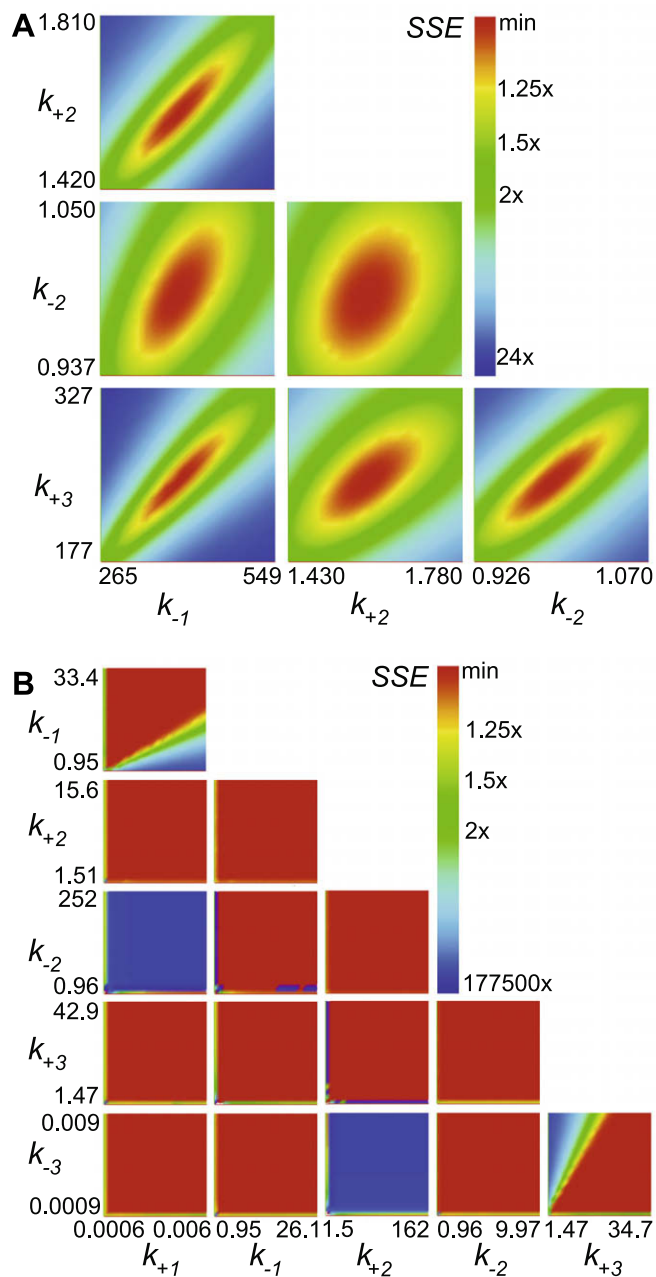 A
1.810
SSE
min
k+2
1.25x
1.5x
1.420
1.050
2x
k-2
0.937
24x
327
k+3
177
265 549 1.430 1.780 0.926 1.070
k-1 k+2 k-2
B
33.4
SSE
min
k-1
1.25x
0.95
1.5x
15.6
k+2
2x
1.51
252
k-2
0.96
177500x
42.9
k+3
1.47
0.009
k-3
0.0009
0.0006 0.006 0.95 26.1 1.5 162 0.96 9.97 1.47 34.7
k+1 k-1 k+2 k-2 k+3